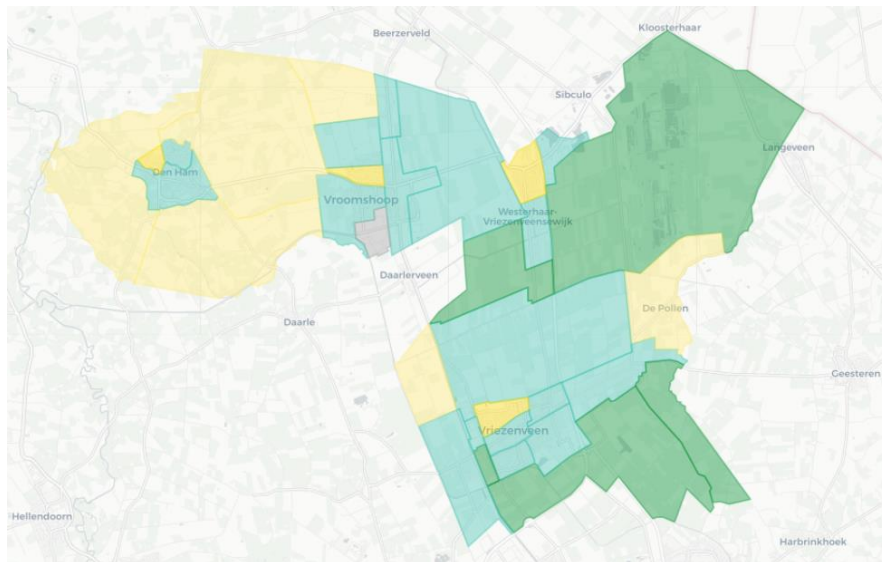 Kloosterhaar
Beerzerveld
Sibculo
Langeveen
Den Ham
Vroomshoop
Westerhaar-
Vriezenveensewijk
Daarlerveen
De Pollen
Daarle
Geesteren
Vriezenveen
Hellendoorn
Harbrinkhoek